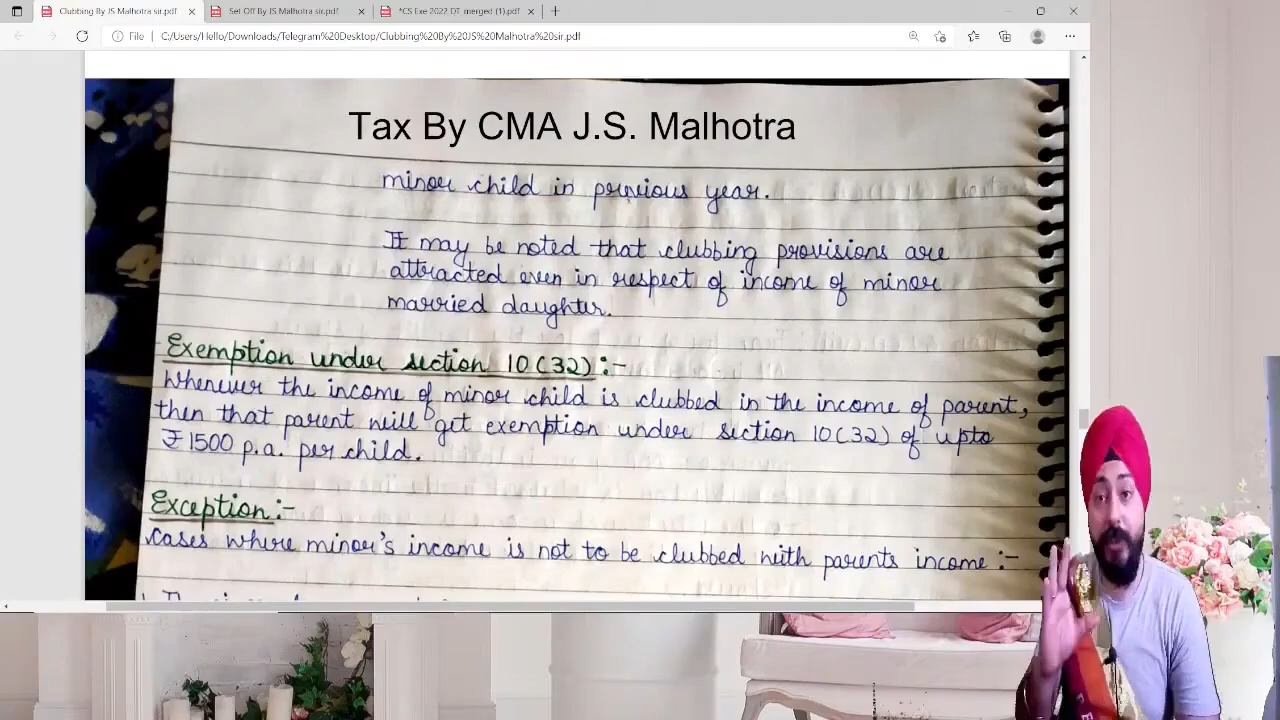 Clubbing By JS Malhotra sir.pdf
Set Off By JS Malhotra sir.pdf
*CS Exe 2022 DT merged (1).pdf
File C:/Users/Hello/Downloads/Telegram%20Desktop/Clubbing%20By%20JS%20Malhotra%20sir.pdf
Tax By CMA J.S. Malhotra
minor child in previous year.
It may be noted that clubbing provisions are
attracted even in respect of income of minor
married daughter.
Exemption under section 10(32):-
Whenever the income of minor child is clubbed in the income of parent,
then that parent will get exemption under section 10(32) of upto
₹ 1500 p.a. per child.
Exception:-
Cases where minor's income is not to be clubbed with parents income :-